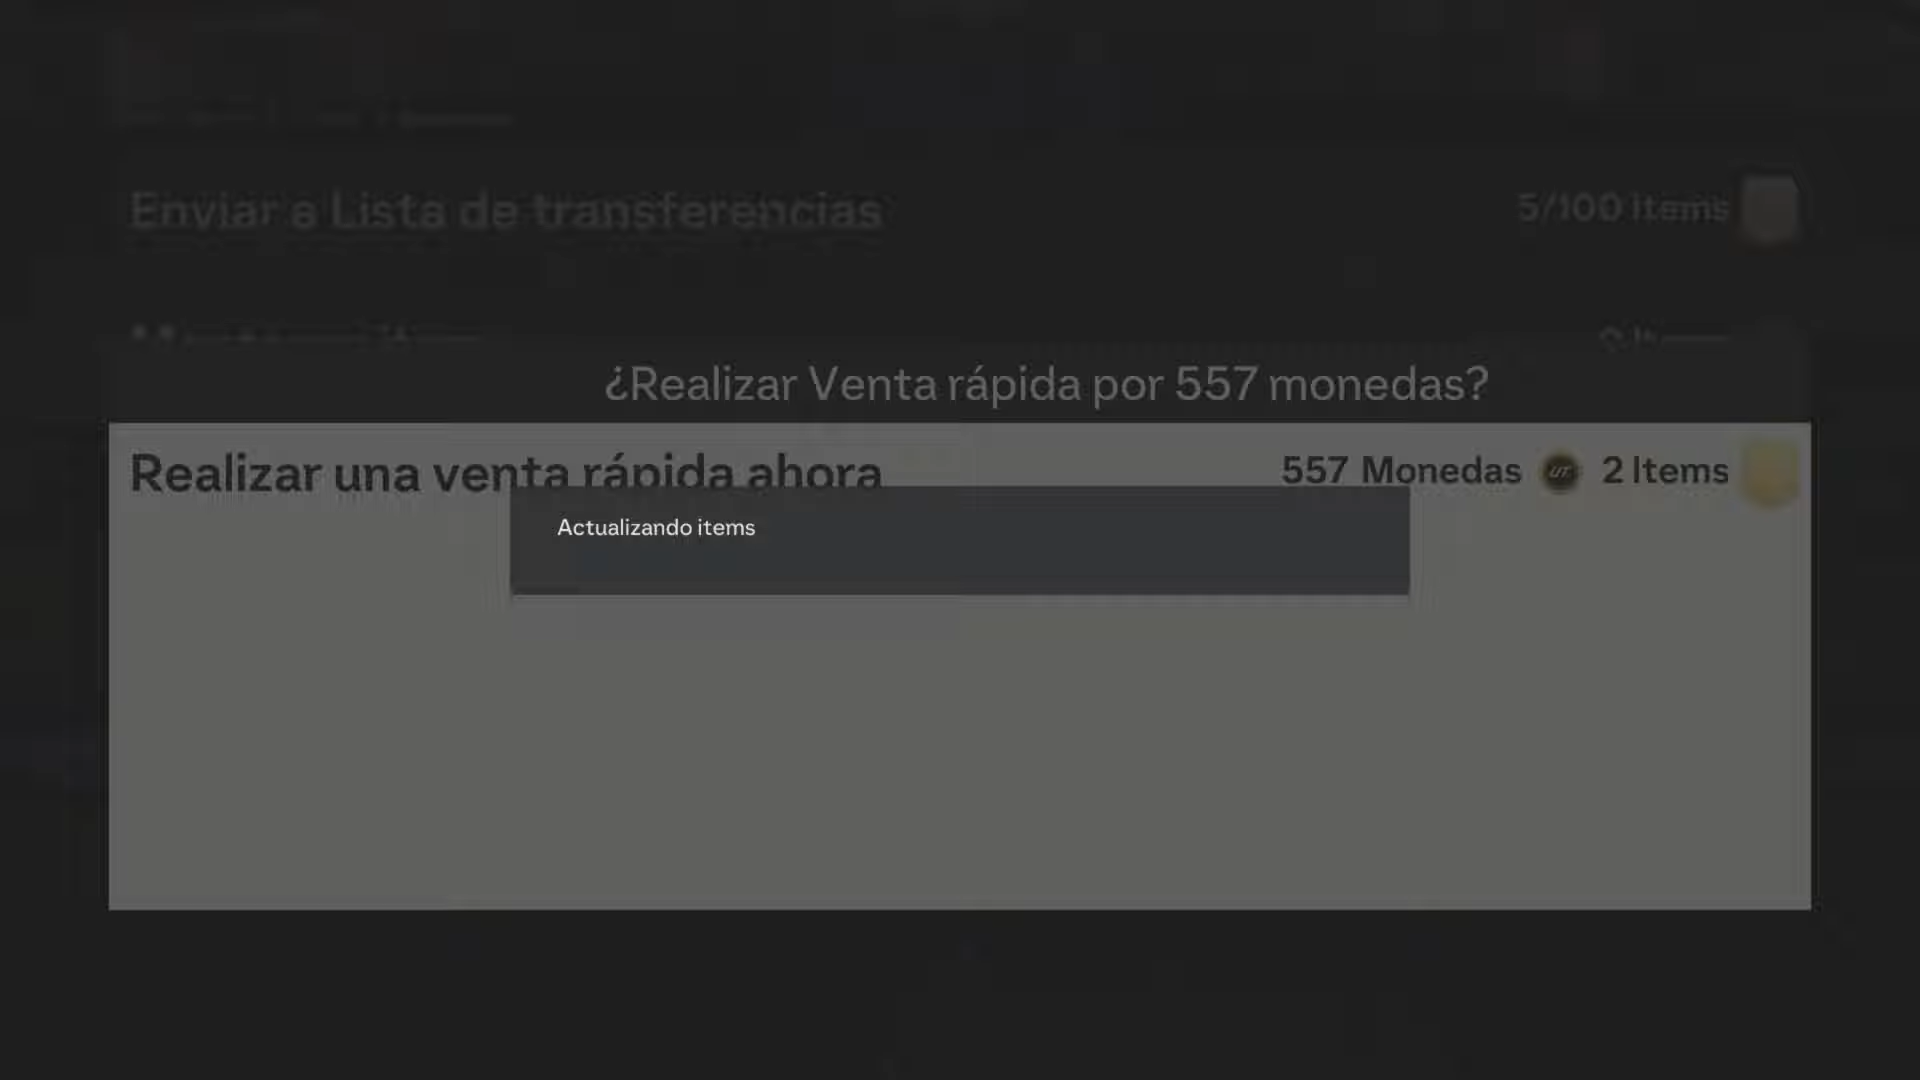 Enviar a Lista de transferencias
5/100 Items
¿Realizar Venta rápida por 557 monedas?
Realizar una venta rápida ahora
557 Monedas UT 2 Items
Actualizando items